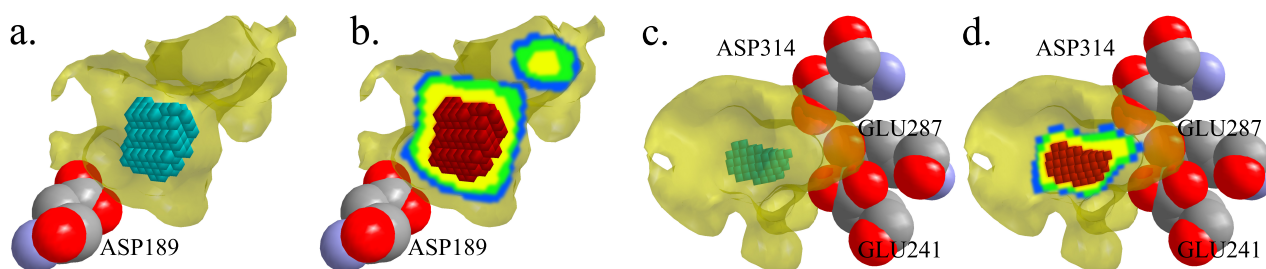 a.
b.
c.
d.
ASP314
ASP314
GLU287
GLU287
ASP189
ASP189
GLU241
GLU241